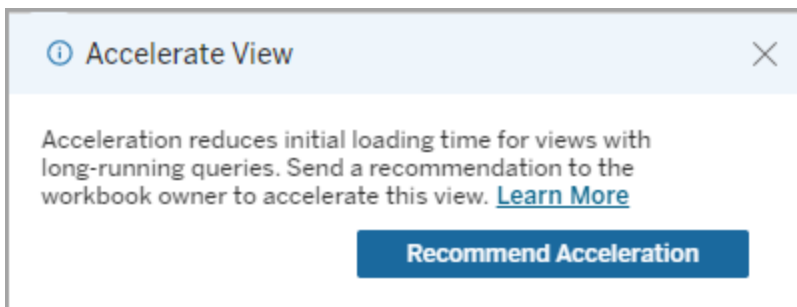 Accelerate View
Acceleration reduces initial loading time for views with
long-running queries. Send a recommendation to the
workbook owner to accelerate this view. Learn More
Recommend Acceleration